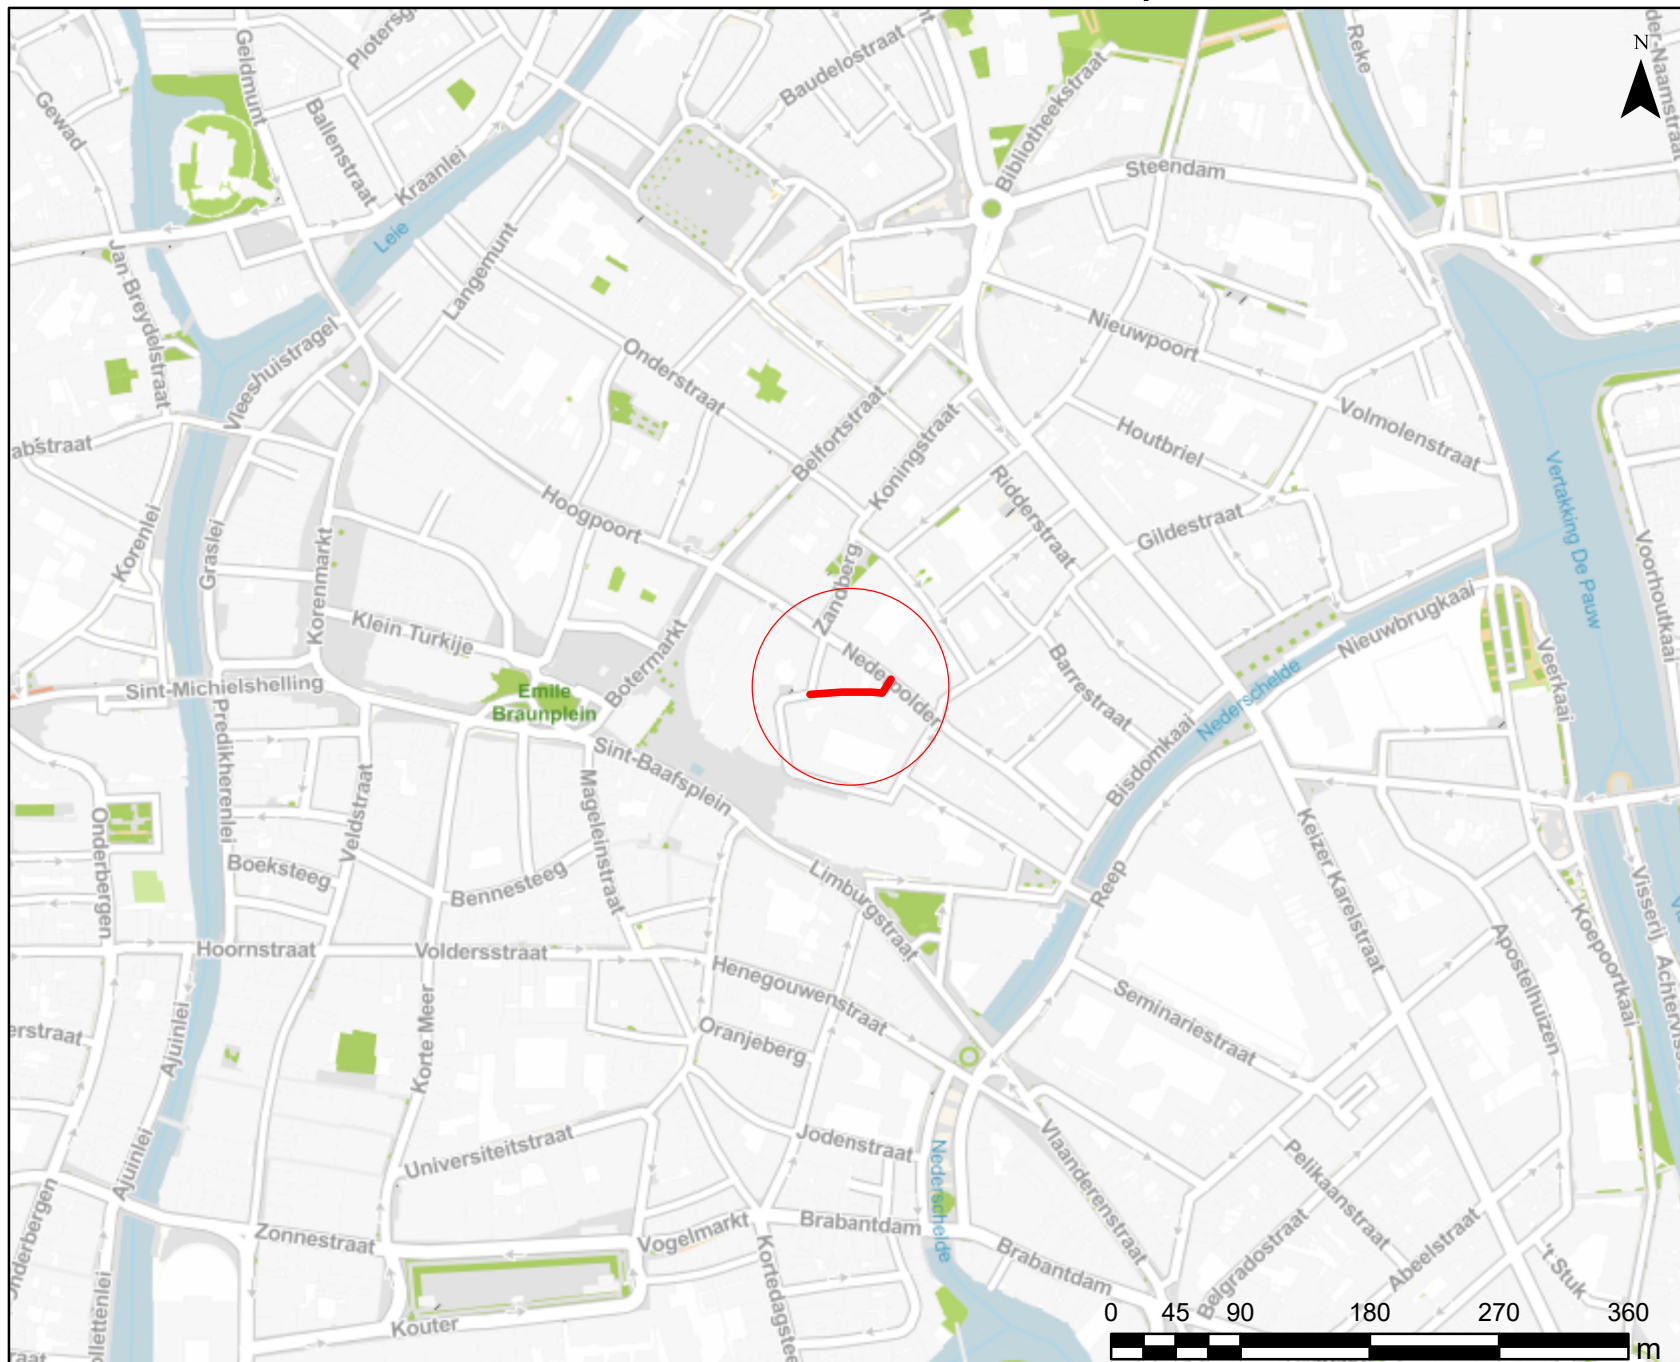 Geldmunt
Plotersg
Baudelostraat
Reke
der-Naamstraat
N
Gewad
Ballenstraat
Kraanlei
Bibliotheekstraat
Steendam
Leie
Jan Breydelstraat
Langemunt
Vleeshuistragel
Onderstraat
Nieuwpoort
Volmolenstraat
abstraat
Belfortstraat
Koningstraat
Houtbriel
Ridderstraat
Gildestraat
Vertakking De Pauw
Voorhoutkaai
Korenlei
Graslei
Korenmarkt
Hoogpoort
Zandberg
Klein Turkije
Botermarkt
Nederpolder
Barrestraat
Nieuwbrugkaai
Nederschelde
Veerkaai
Sint-Michielshelling
Emile
Braunplein
Predikherenlei
Sint-Baafsplein
Bisdomkaai
Veldstraat
Mageleinstraat
Onderbergen
Boeksteeg
Bennesteeg
Limburgstraat
Reep
Keizer Karelstraat
Visserij
Koepoortkaai
Hoornstraat
Voldersstraat
Henegouwenstraat
Seminariestraat
Apostelhuizen
erstraat
Ajuinlei
Korte Meer
Oranjeberg
Ajuinlei
Universiteitstraat
Jodenstraat
Nederschelde
Vlaanderenstraat
Pelikaanstraat
Zonnestraat
Vogelmarkt
Brabantdam
Brabantdam
Belgradostraat
Abeelstraat
't Stuk
Kouter
0 45 90 180 270 360
m